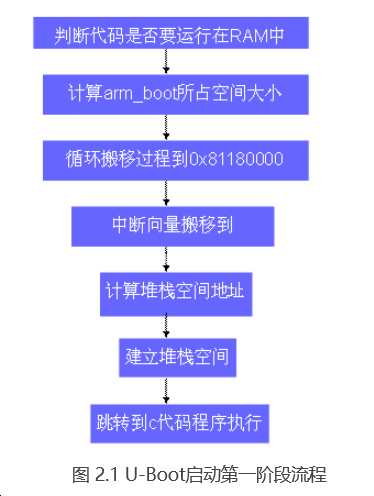 判断代码是否要运行在RAM中
计算arm_boot所占空间大小
循环搬移过程到0x81180000
中断向量搬移到
计算堆栈空间地址
建立堆栈空间
跳转到c代码程序执行
图 2.1 U-Boot启动第一阶段流程